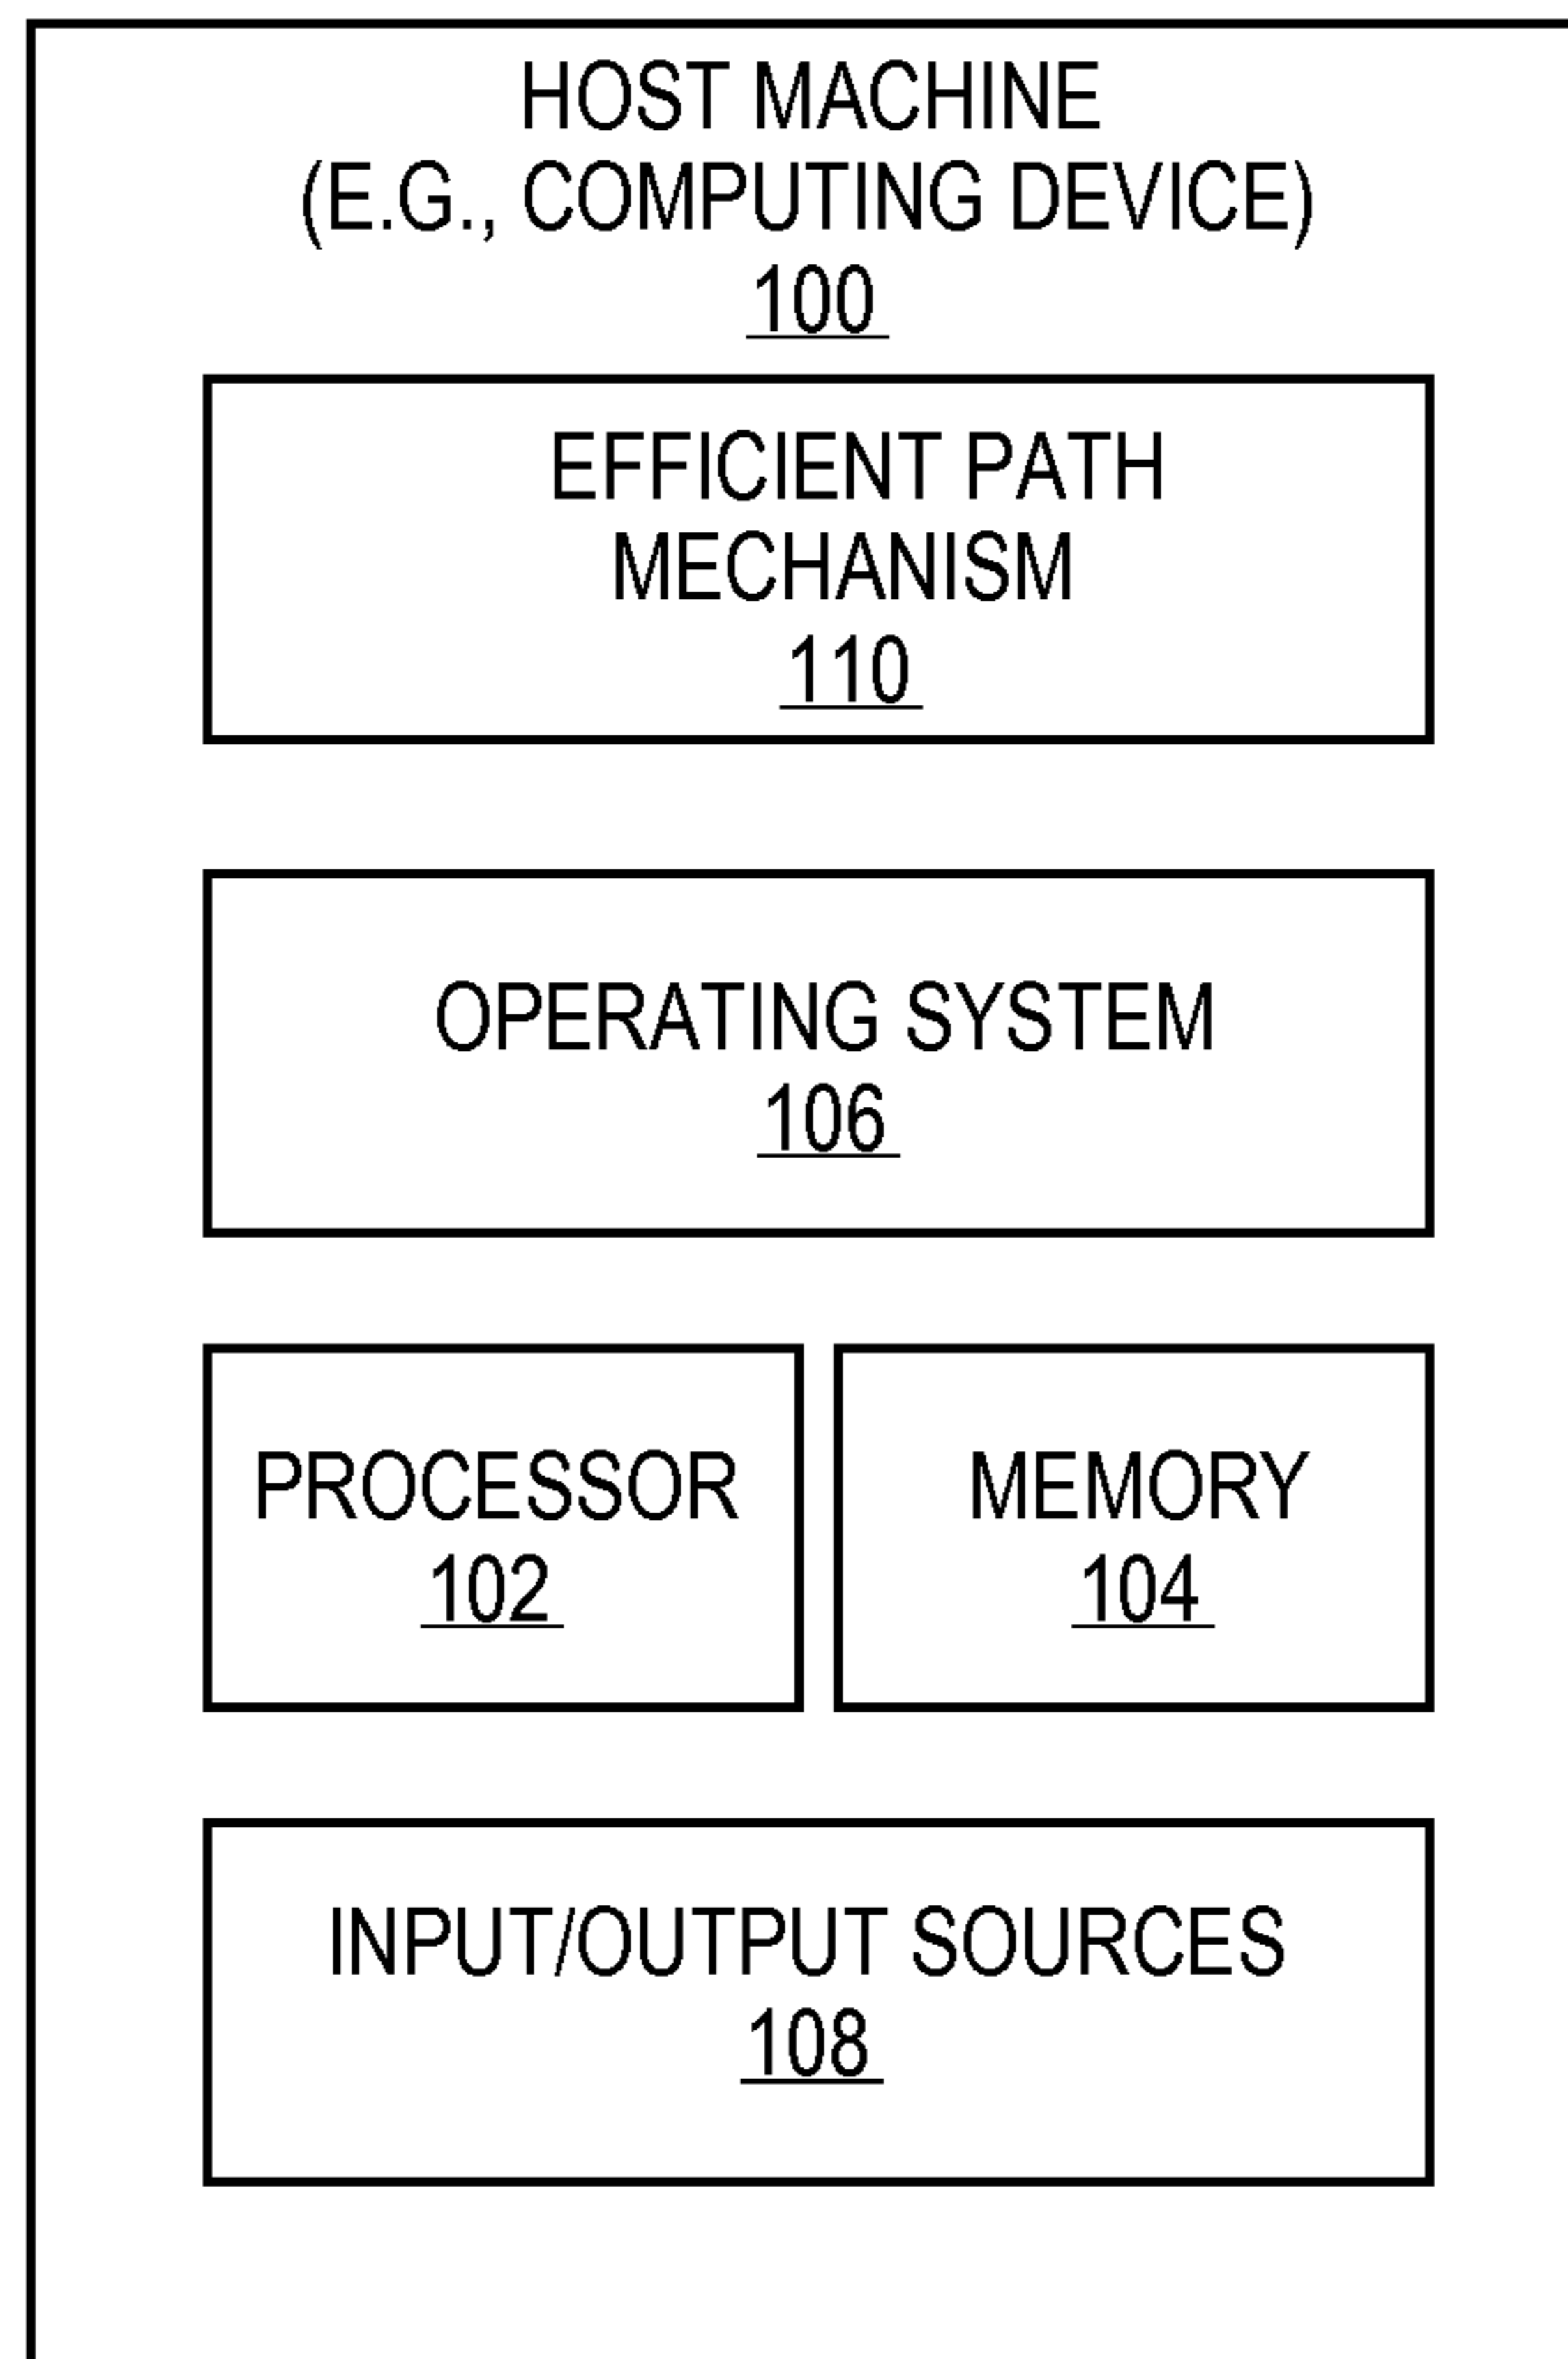 HOST MACHINE
(E.G., COMPUTING DEVICE)
100
EFFICIENT PATH
MECHANISM
110
OPERATING SYSTEM
106
PROCESSOR
102
MEMORY
104
INPUT/OUTPUT SOURCES
108